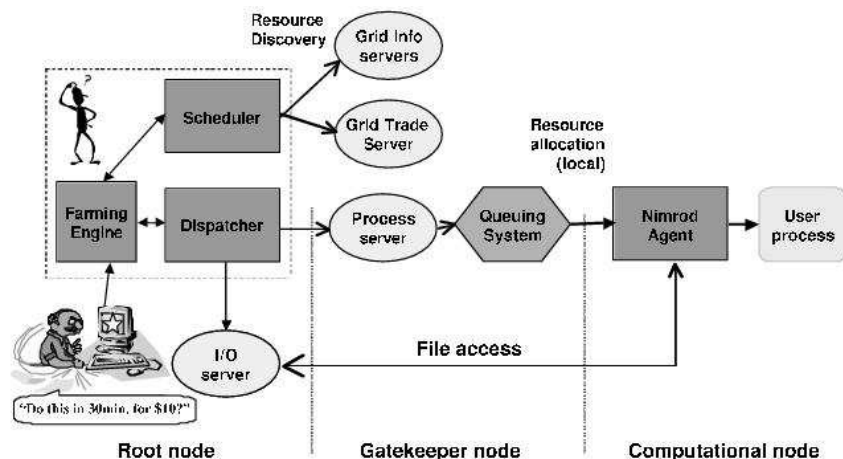 Resource
Discovery
Grid Info
servers
?
Scheduler
Grid Trade
Server
Resource
allocation
(local)
Farming
Engine
Dispatcher
Process
server
Queuing
System
Nimrod
Agent
User
process
I/O
server
File access
"Do this in 30min, for $10?"
Root node
Gatekeeper node
Computational node